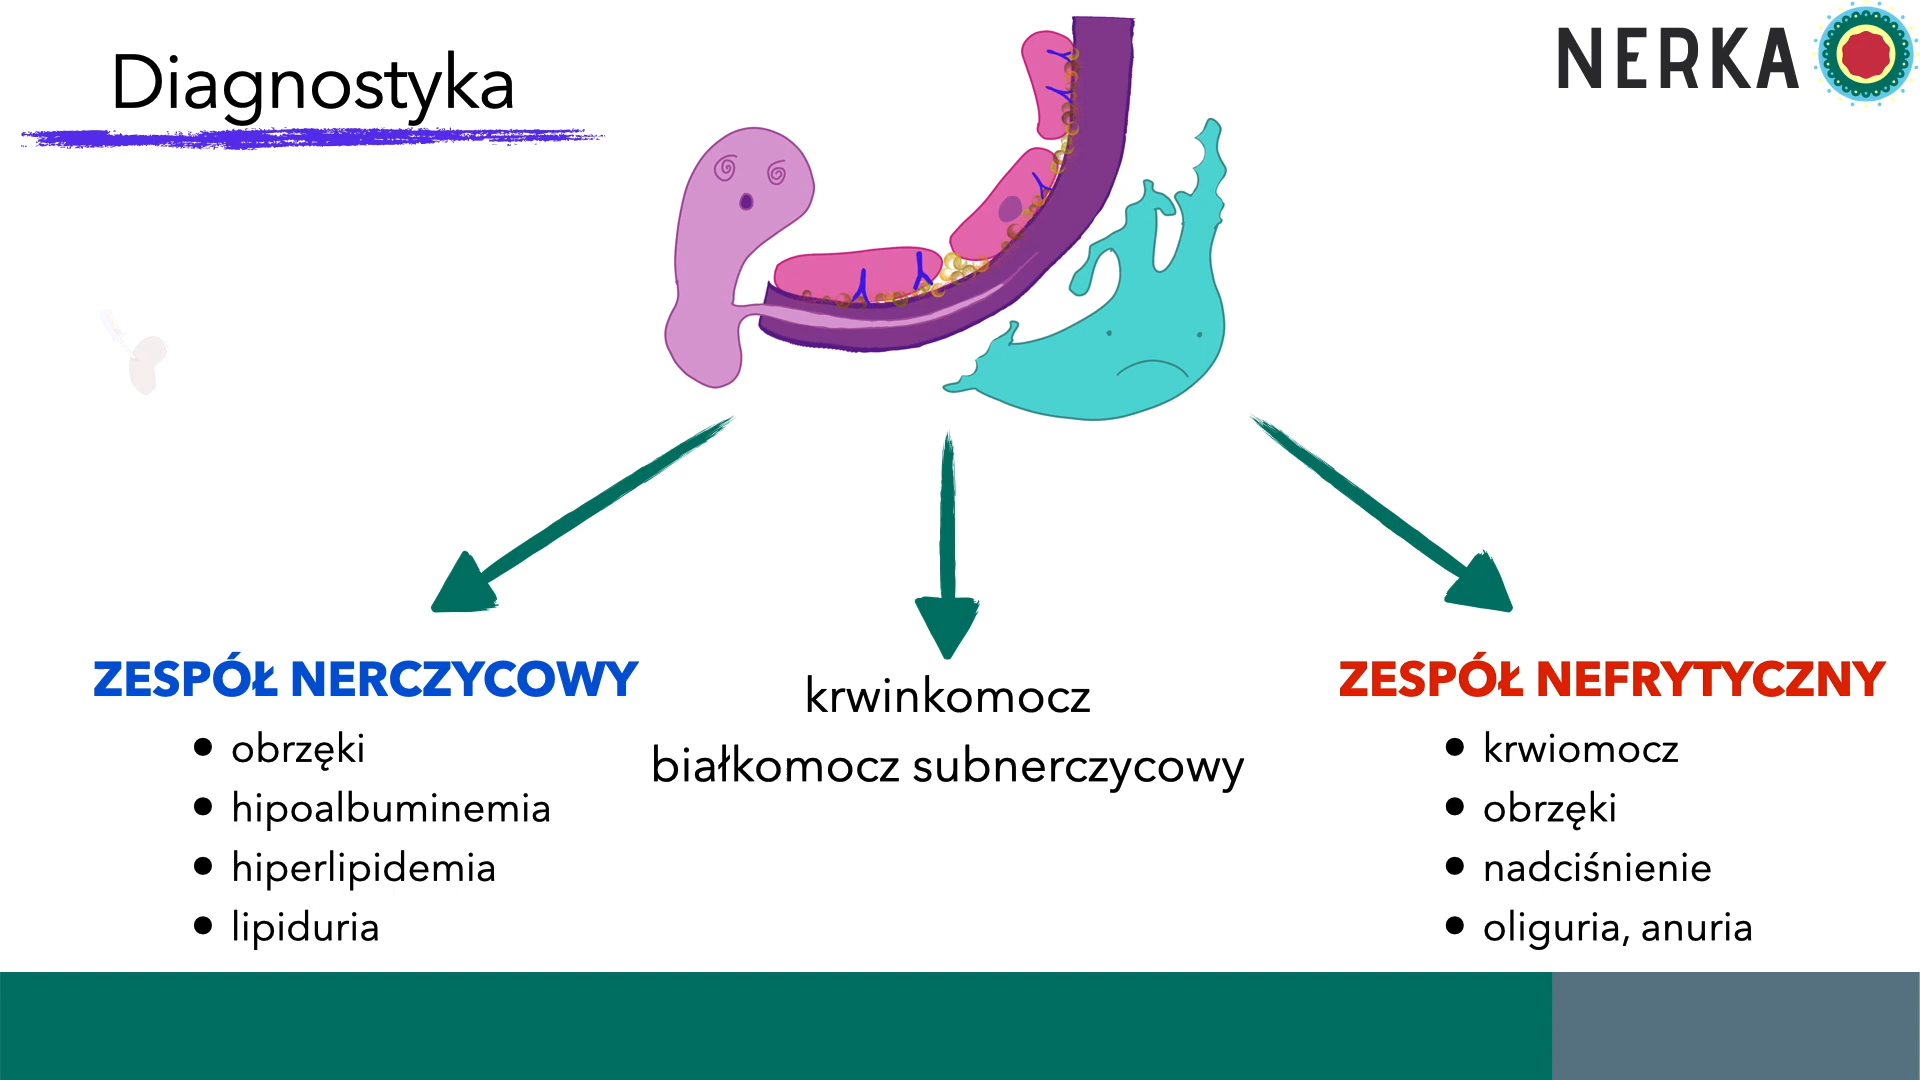 Diagnostyka
NERKA
ZESPÓŁ NERCZYCOWY
• obrzęki
• hipoalbuminemia
• hiperlipidemia
• lipiduria
krwinkomocz
białkomocz subnerczycowy
ZESPÓŁ NEFRYTYCZNY
• krwiomocz
• obrzęki
• nadciśnienie
• oliguria, anuria